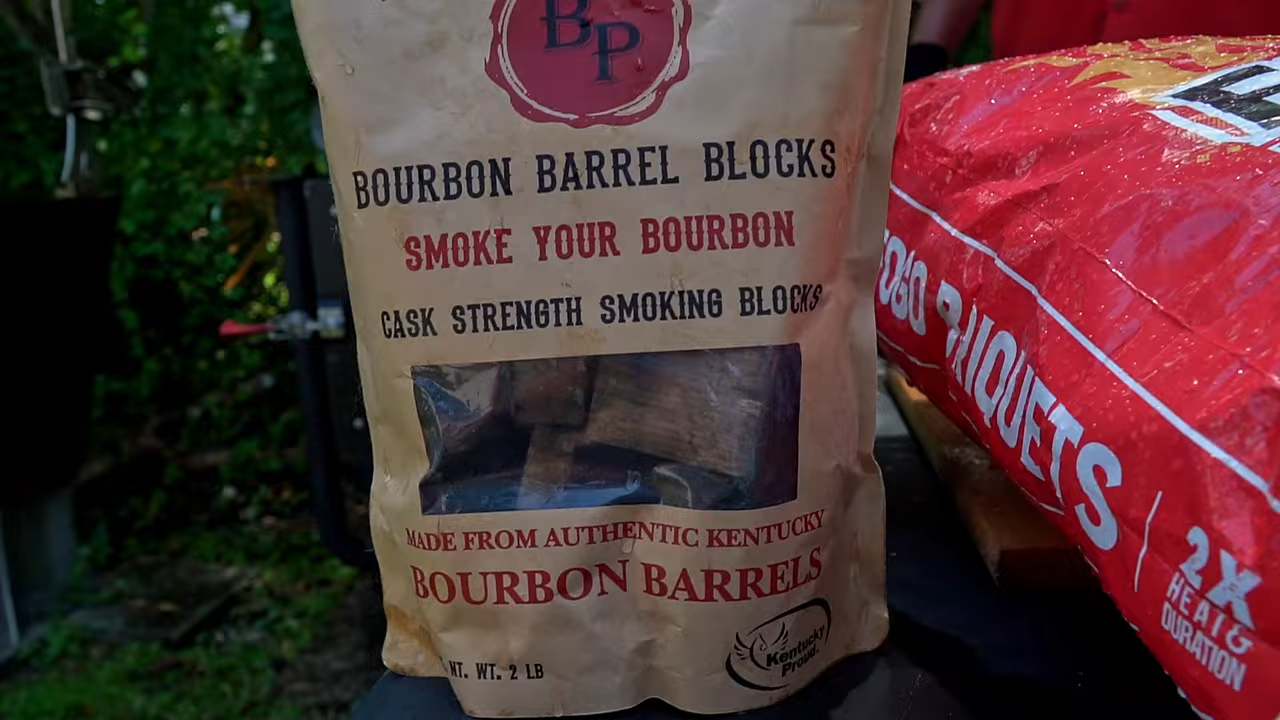 BP
BOURBON BARREL BLOCKS
SMOKE YOUR BOURBON
CASK STRENGTH SMOKING BLOCKS
MADE FROM AUTHENTIC KENTUCKY
BOURBON BARRELS
NT. WT. 2 LB
Kentucky
Proud.
BRIQUETS
2X
HEAT &
DURATION